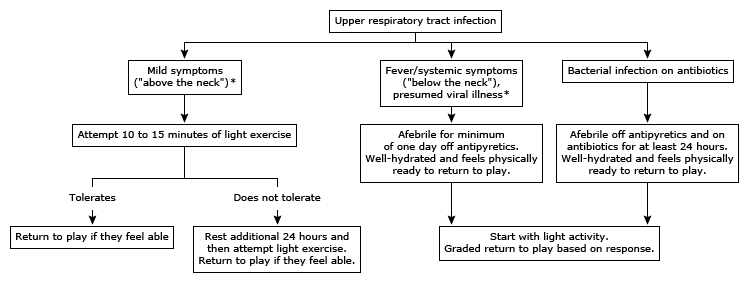 Upper respiratory tract infection
Mild symptoms
("above the neck")*
Fever/systemic symptoms
("below the neck"),
presumed viral illness*
Bacterial infection on antibiotics
Attempt 10 to 15 minutes of light exercise
Afebrile for minimum
of one day off antipyretics.
Well-hydrated and feels physically
ready to return to play.
Afebrile off antipyretics and on
antibiotics for at least 24 hours.
Well-hydrated and feels physically
ready to return to play.
Tolerates
Does not tolerate
Return to play if they feel able
Rest additional 24 hours and
then attempt light exercise.
Return to play if they feel able.
Start with light activity.
Graded return to play based on response.